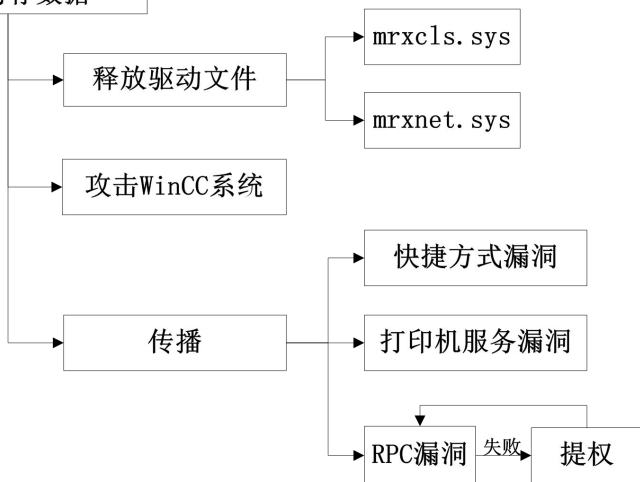 释放驱动文件
mrxcls.sys
mrxnet.sys
攻击WinCC系统
快捷方式漏洞
传播
打印机服务漏洞
RPC漏洞
失败
提权